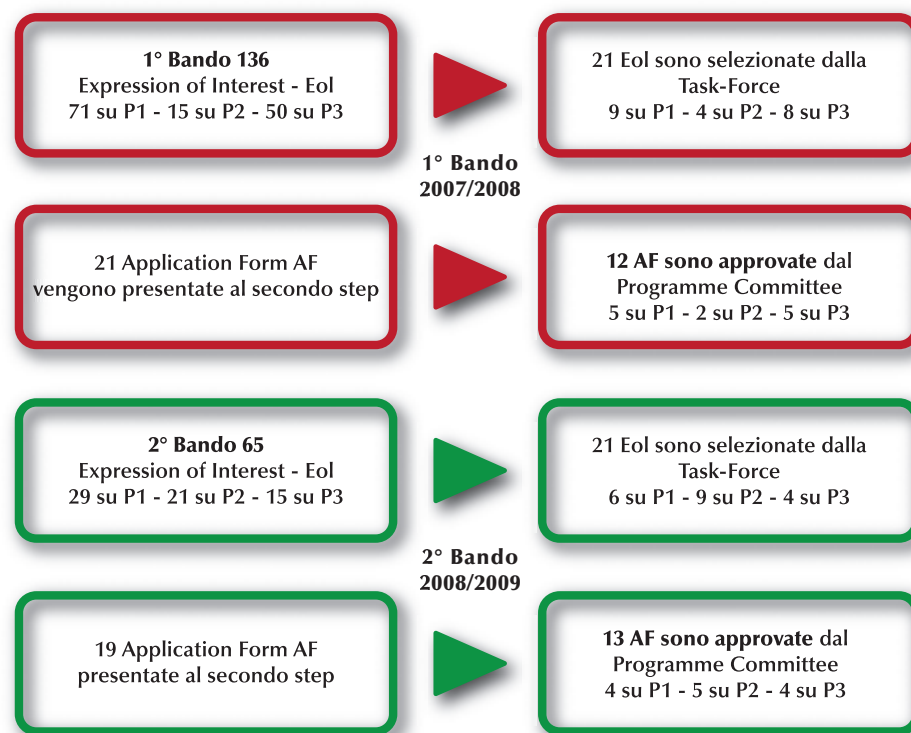 1° Bando 136
Expression of Interest - EoI
71 su P1 - 15 su P2 - 50 su P3
21 EoI sono selezionate dalla
Task-Force
9 su P1 - 4 su P2 - 8 su P3
1° Bando
2007/2008
21 Application Form AF
vengono presentate al secondo step
12 AF sono approvate dal
Programme Committee
5 su P1 - 2 su P2 - 5 su P3
2° Bando 65
Expression of Interest - EoI
29 su P1 - 21 su P2 - 15 su P3
21 EoI sono selezionate dalla
Task-Force
6 su P1 - 9 su P2 - 4 su P3
2° Bando
2008/2009
19 Application Form AF
presentate al secondo step
13 AF sono approvate dal
Programme Committee
4 su P1 - 5 su P2 - 4 su P3